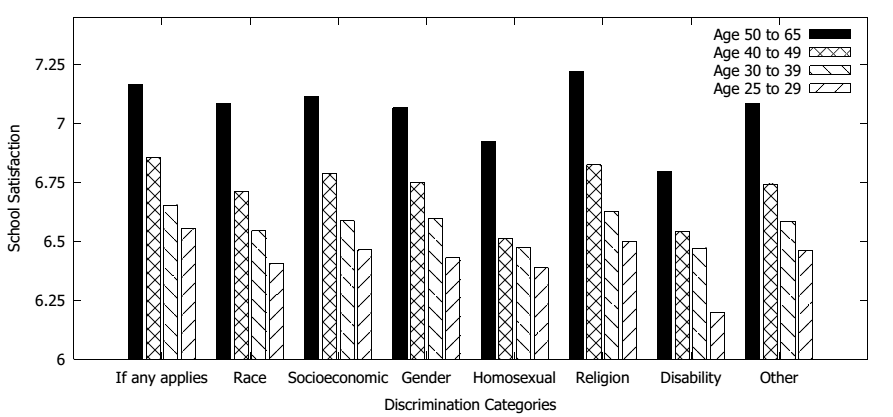 Age 50 to 65
Age 40 to 49
Age 30 to 39
Age 25 to 29
School Satisfaction
7.25
7
6.75
6.5
6.25
6
If any applies Race Socioeconomic Gender Homosexual Religion Disability Other
Discrimination Categories